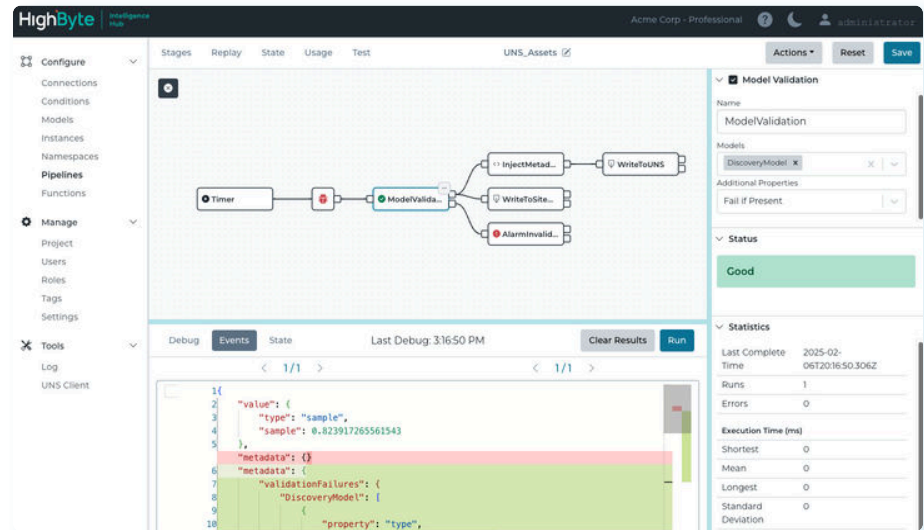 HighByte Intelligence Hub
Acme Corp - Professional
administrator
Configure
Connections
Conditions
Models
Instances
Namespaces
Pipelines
Functions
Manage
Project
Users
Roles
Tags
Settings
Tools
Log
UNS Client
Stages Replay State Usage Test
UNS_Assets
Actions Reset Save
Timer
ModelValida...
InjectMetad...
WriteToUNS
WriteToSite...
AlarmInvalid...
Model Validation
Name
ModelValidation
Models
DiscoveryModel x
Additional Properties
Fail if Present
Status
Good
Statistics
Last Complete Time 2025-02-06T20:16:50.306Z
Runs 1
Errors 0
Execution Time (ms)
Shortest 0
Mean 0
Longest 0
Standard Deviation 0
Debug Events State
Last Debug: 3:16:50 PM
Clear Results Run
< 1/1 >
< 1/1 >
1 {
2 "value": {
3 "type": "sample",
4 "sample": 0.823917265561543
5 },
"metadata": {}
6 "metadata": {
7 "validationFailures": {
8 "DiscoveryModel": [
9 {
10 "property": "type",